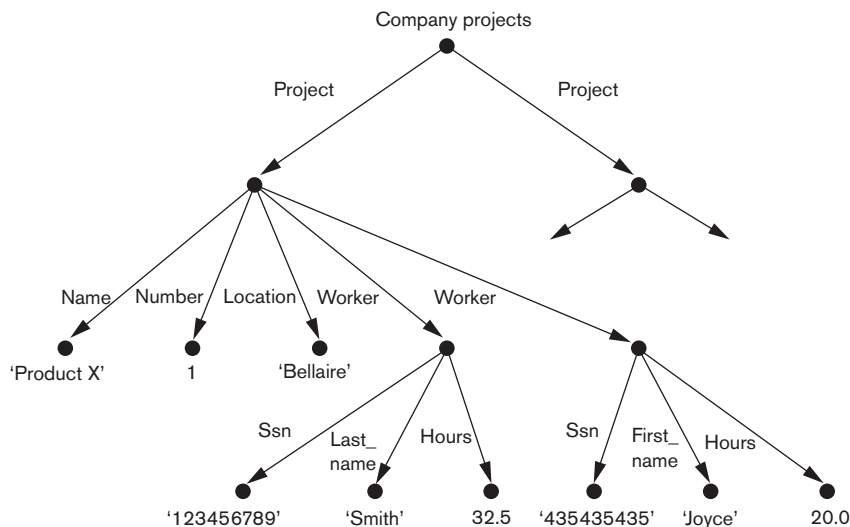 Company projects
Project
Project
Name
Number
Location
Worker
Worker
‘Product X’
1
‘Bellaire’
Ssn
Last_
name
Hours
Ssn
First_
name
Hours
‘123456789’
‘Smith’
32.5
‘435435435’
‘Joyce’
20.0